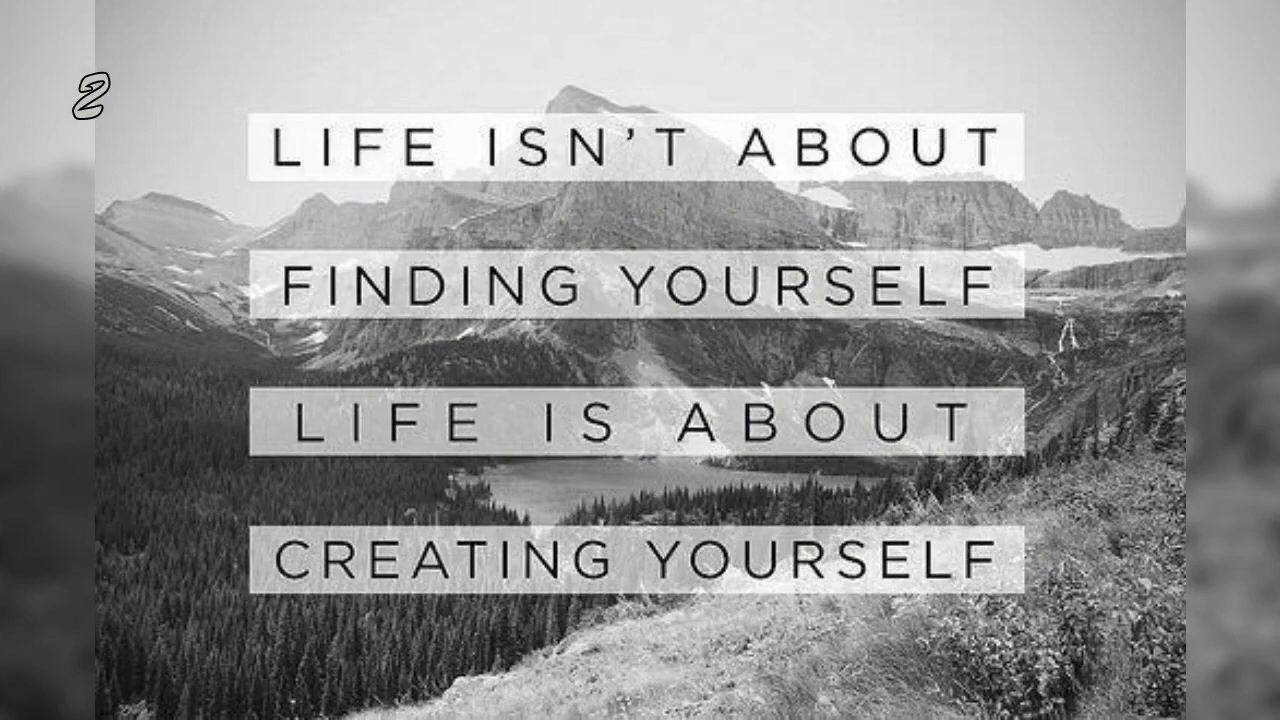 2
LIFE ISN'T ABOUT
FINDING YOURSELF
LIFE IS ABOUT
CREATING YOURSELF